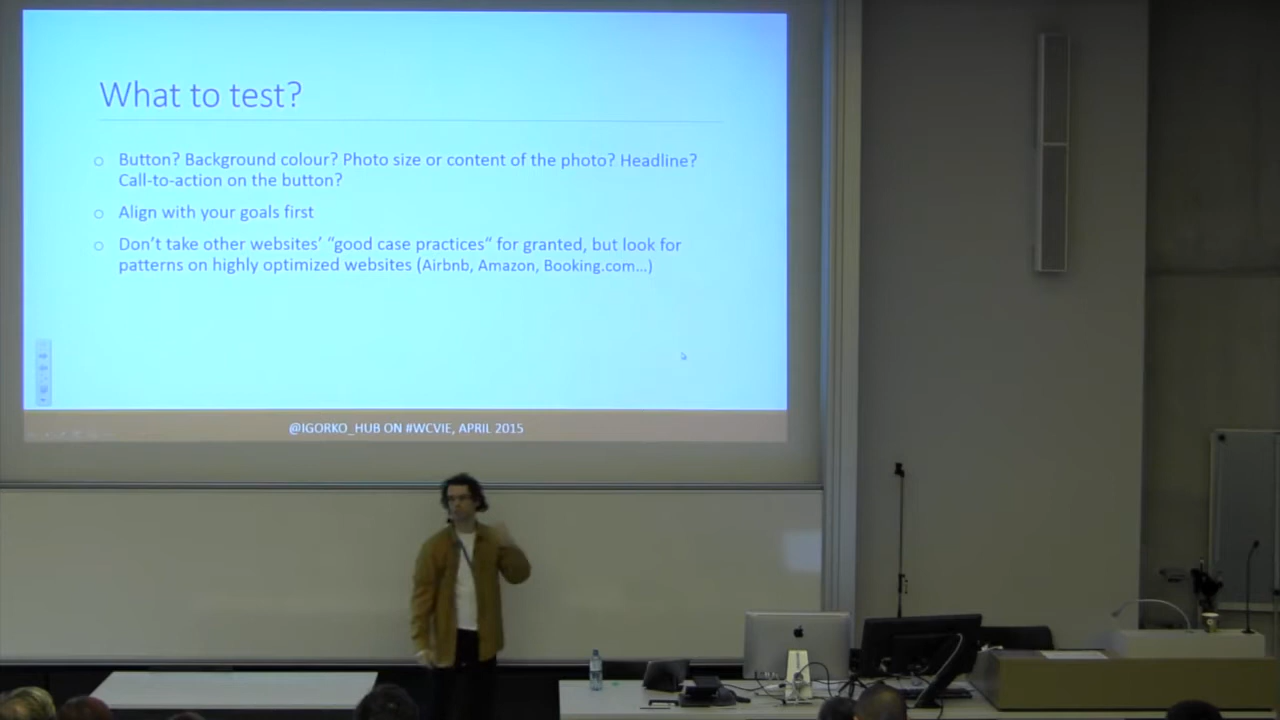 What to test?
Button? Background colour? Photo size or content of the photo? Headline?
Call-to-action on the button?
Align with your goals first
Don't take other websites' “good case practices“ for granted, but look for
patterns on highly optimized websites (Airbnb, Amazon, Booking.com...)
@IGORKO_HUB ON #WCVIE, APRIL 2015